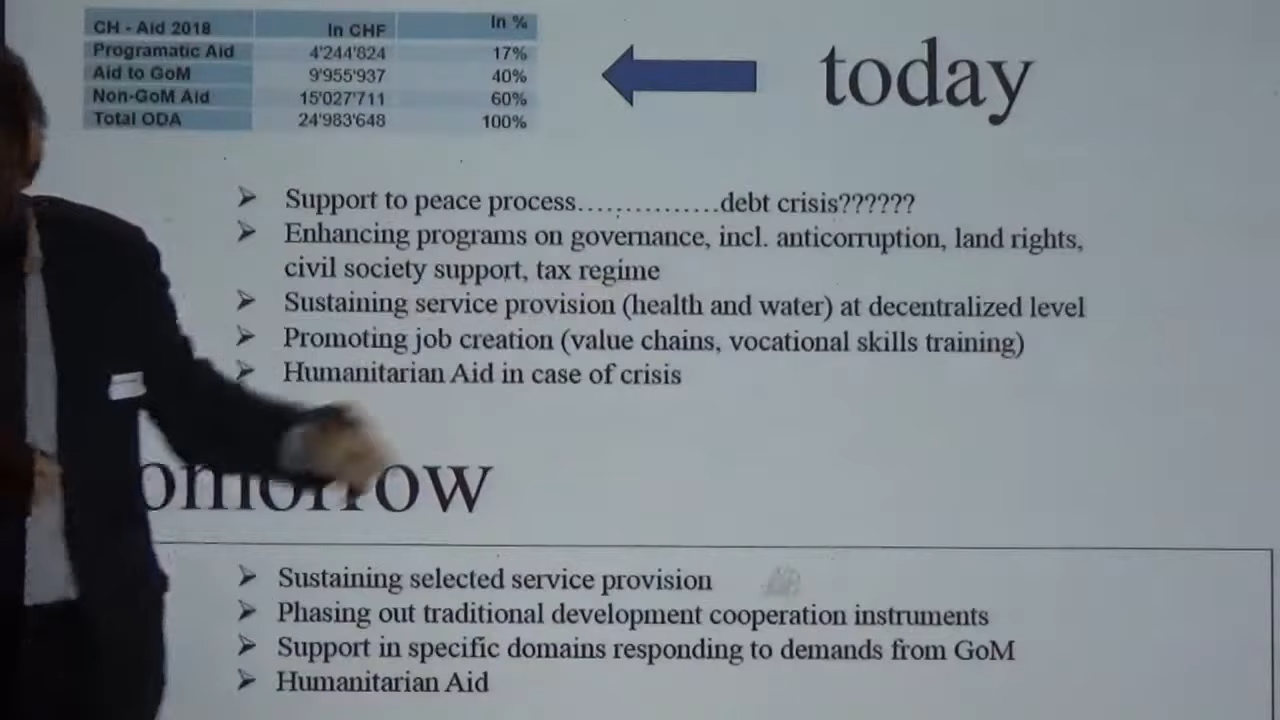 CH - Aid 2018 In CHF In %
Programatic Aid 4'244'824 17%
Aid to GoM 9'955'937 40%
Non-GoM Aid 15'027'711 60%
Total ODA 24'983'648 100%
today
➢ Support to peace process……………debt crisis??????
➢ Enhancing programs on governance, incl. anticorruption, land rights,
civil society support, tax regime
➢ Sustaining service provision (health and water) at decentralized level
➢ Promoting job creation (value chains, vocational skills training)
➢ Humanitarian Aid in case of crisis
omorrow
➢ Sustaining selected service provision
➢ Phasing out traditional development cooperation instruments
➢ Support in specific domains responding to demands from GoM
➢ Humanitarian Aid